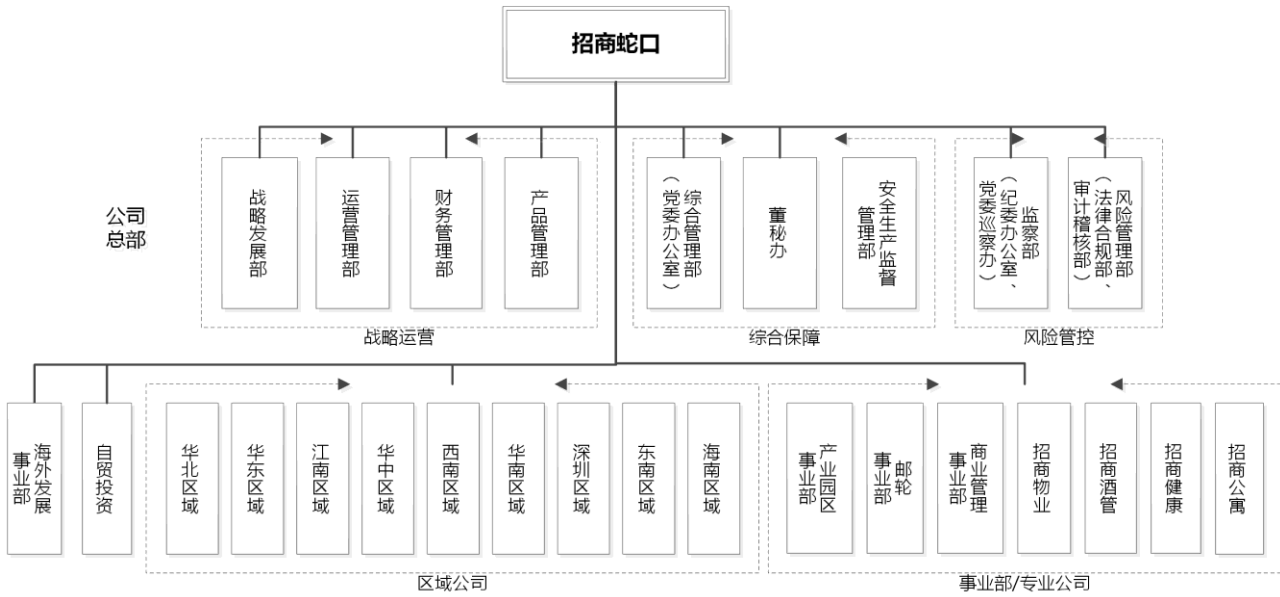 招商蛇口
公司
总部
战略发展部
运营管理部
财务管理部
产品管理部
综合管理部
（党委办公室）
董秘办
安全生产监督
管理部
监察部
（纪委办公室、
党委巡察办）
风险管理部
（法律合规部、
审计稽核部）
战略运营
综合保障
风险管控
海外发展
事业部
自贸投资
华北区域
华东区域
江南区域
华中区域
西南区域
华南区域
深圳区域
东南区域
海南区域
产业园区
事业部
邮轮
事业部
商业管理
事业部
招商物业
招商酒管
招商健康
招商公寓
区域公司
事业部/专业公司